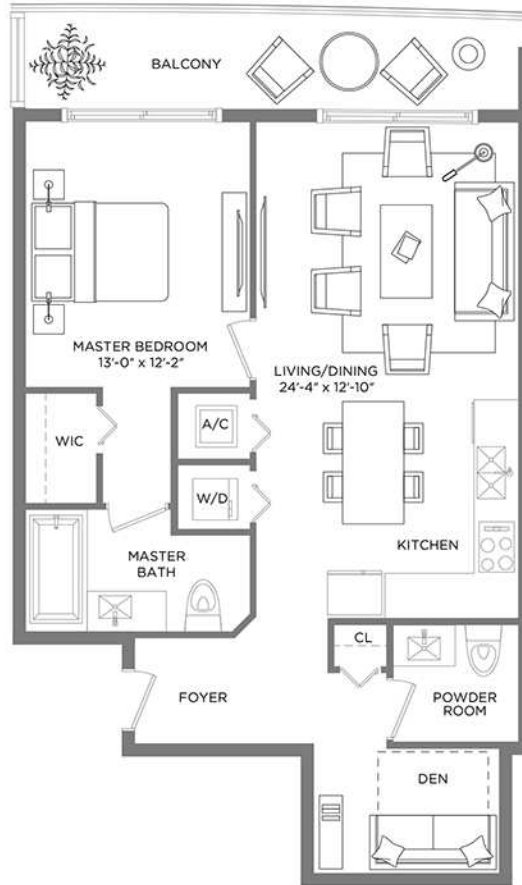 BALCONY
MASTER BEDROOM
13'-0" x 12'-2"
LIVING/DINING
24'-4" x 12'-10"
A/C
WIC
W/D
KITCHEN
MASTER
BATH
CL
FOYER
POWDER
ROOM
DEN